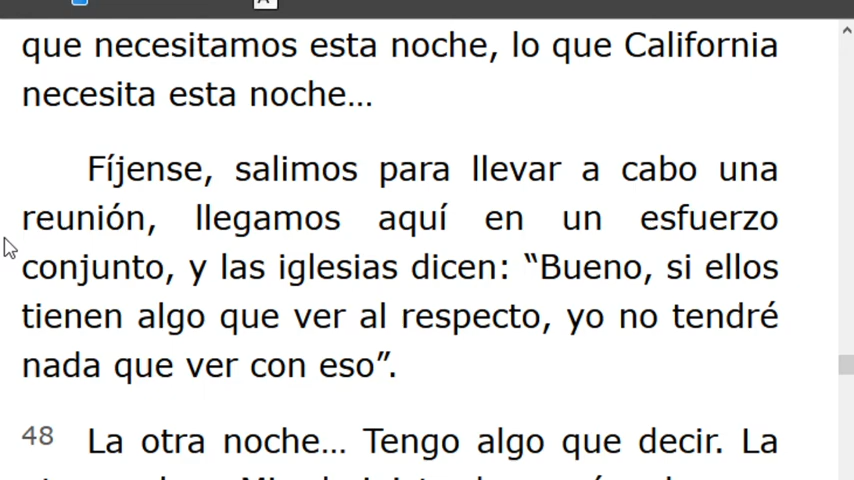 que necesitamos esta noche, lo que California
necesita esta noche…
Fíjense, salimos para llevar a cabo una
reunión, llegamos aquí en un esfuerzo
conjunto, y las iglesias dicen: “Bueno, si ellos
tienen algo que ver al respecto, yo no tendré
nada que ver con eso”.
48 La otra noche… Tengo algo que decir. La